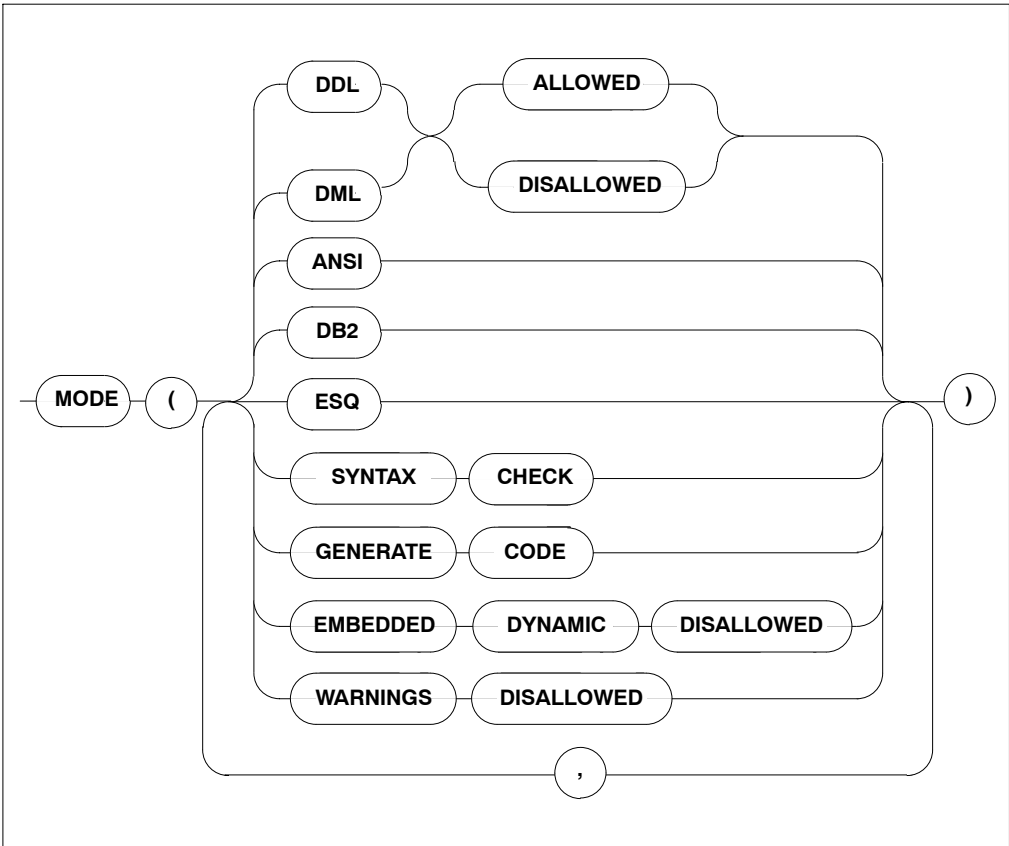 DDL ALLOWED
DML DISALLOWED
ANSI
DB2
MODE ( ESQ )
SYNTAX CHECK
GENERATE CODE
EMBEDDED DYNAMIC DISALLOWED
WARNINGS DISALLOWED
,